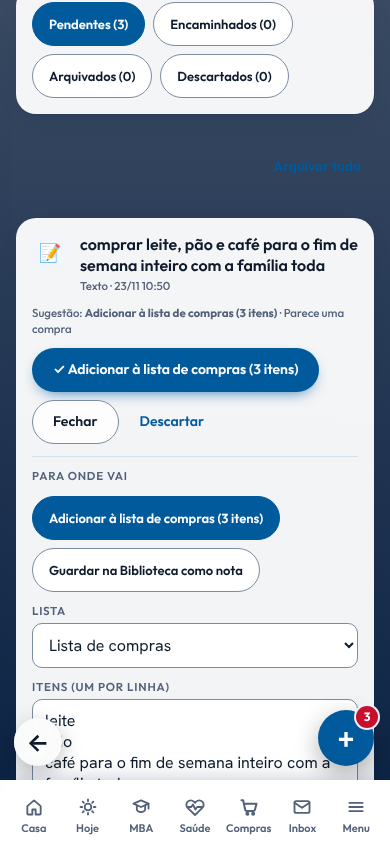 Pendentes (3) Encaminhados (0)
Arquivados (0) Descartados (0)
Arquivar tudo
comprar leite, pão e café para o fim de
semana inteiro com a família toda
Texto · 23/11 10:50
Sugestão: Adicionar à lista de compras (3 itens) · Parece uma
compra
✓ Adicionar à lista de compras (3 itens)
Fechar Descartar
PARA ONDE VAI
Adicionar à lista de compras (3 itens)
Guardar na Biblioteca como nota
LISTA
Lista de compras
ITENS (UM POR LINHA)
leite
café para o fim de semana inteiro com a
3
+
Casa Hoje MBA Saúde Compras Inbox Menu